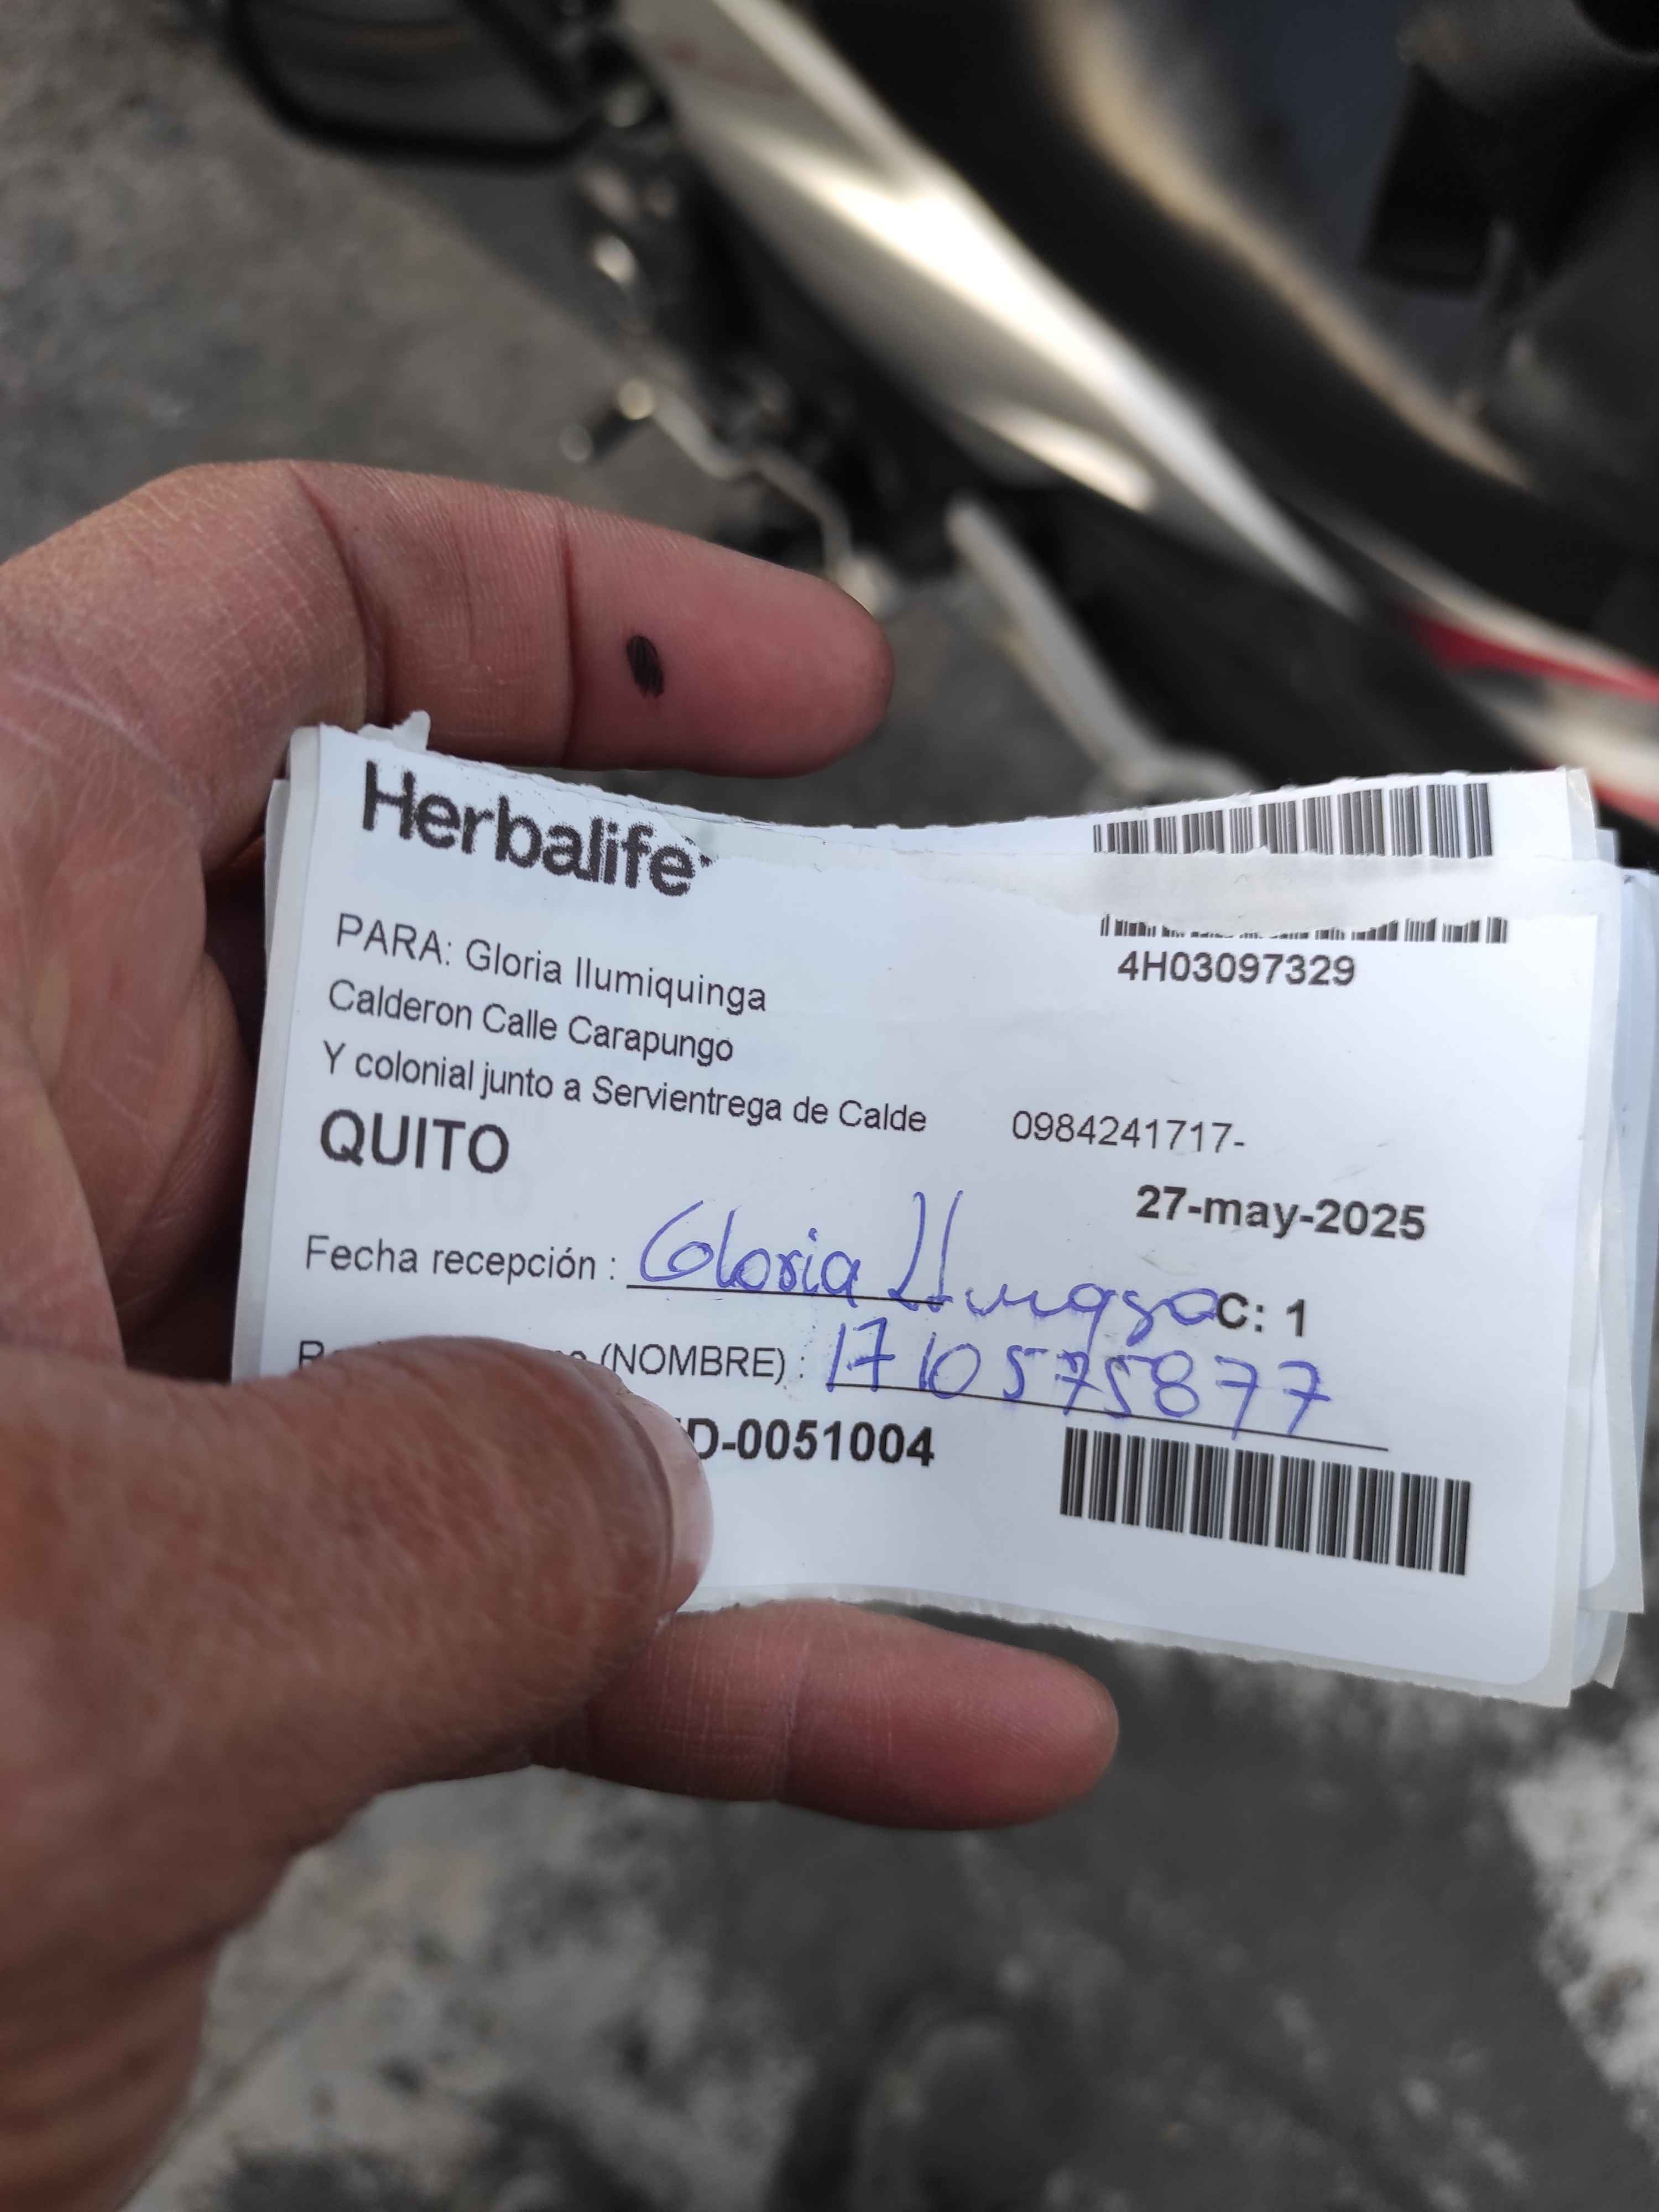 Herbalife
4H03097329
PARA: Gloria Ilumiquinga
Calderon Calle Carapungo
Y colonial junto a Servientrega de Calde 0984241717-
QUITO
27-may-2025
Fecha recepción : Gloria C: 1
(NOMBRE) : 1710575877
D-0051004